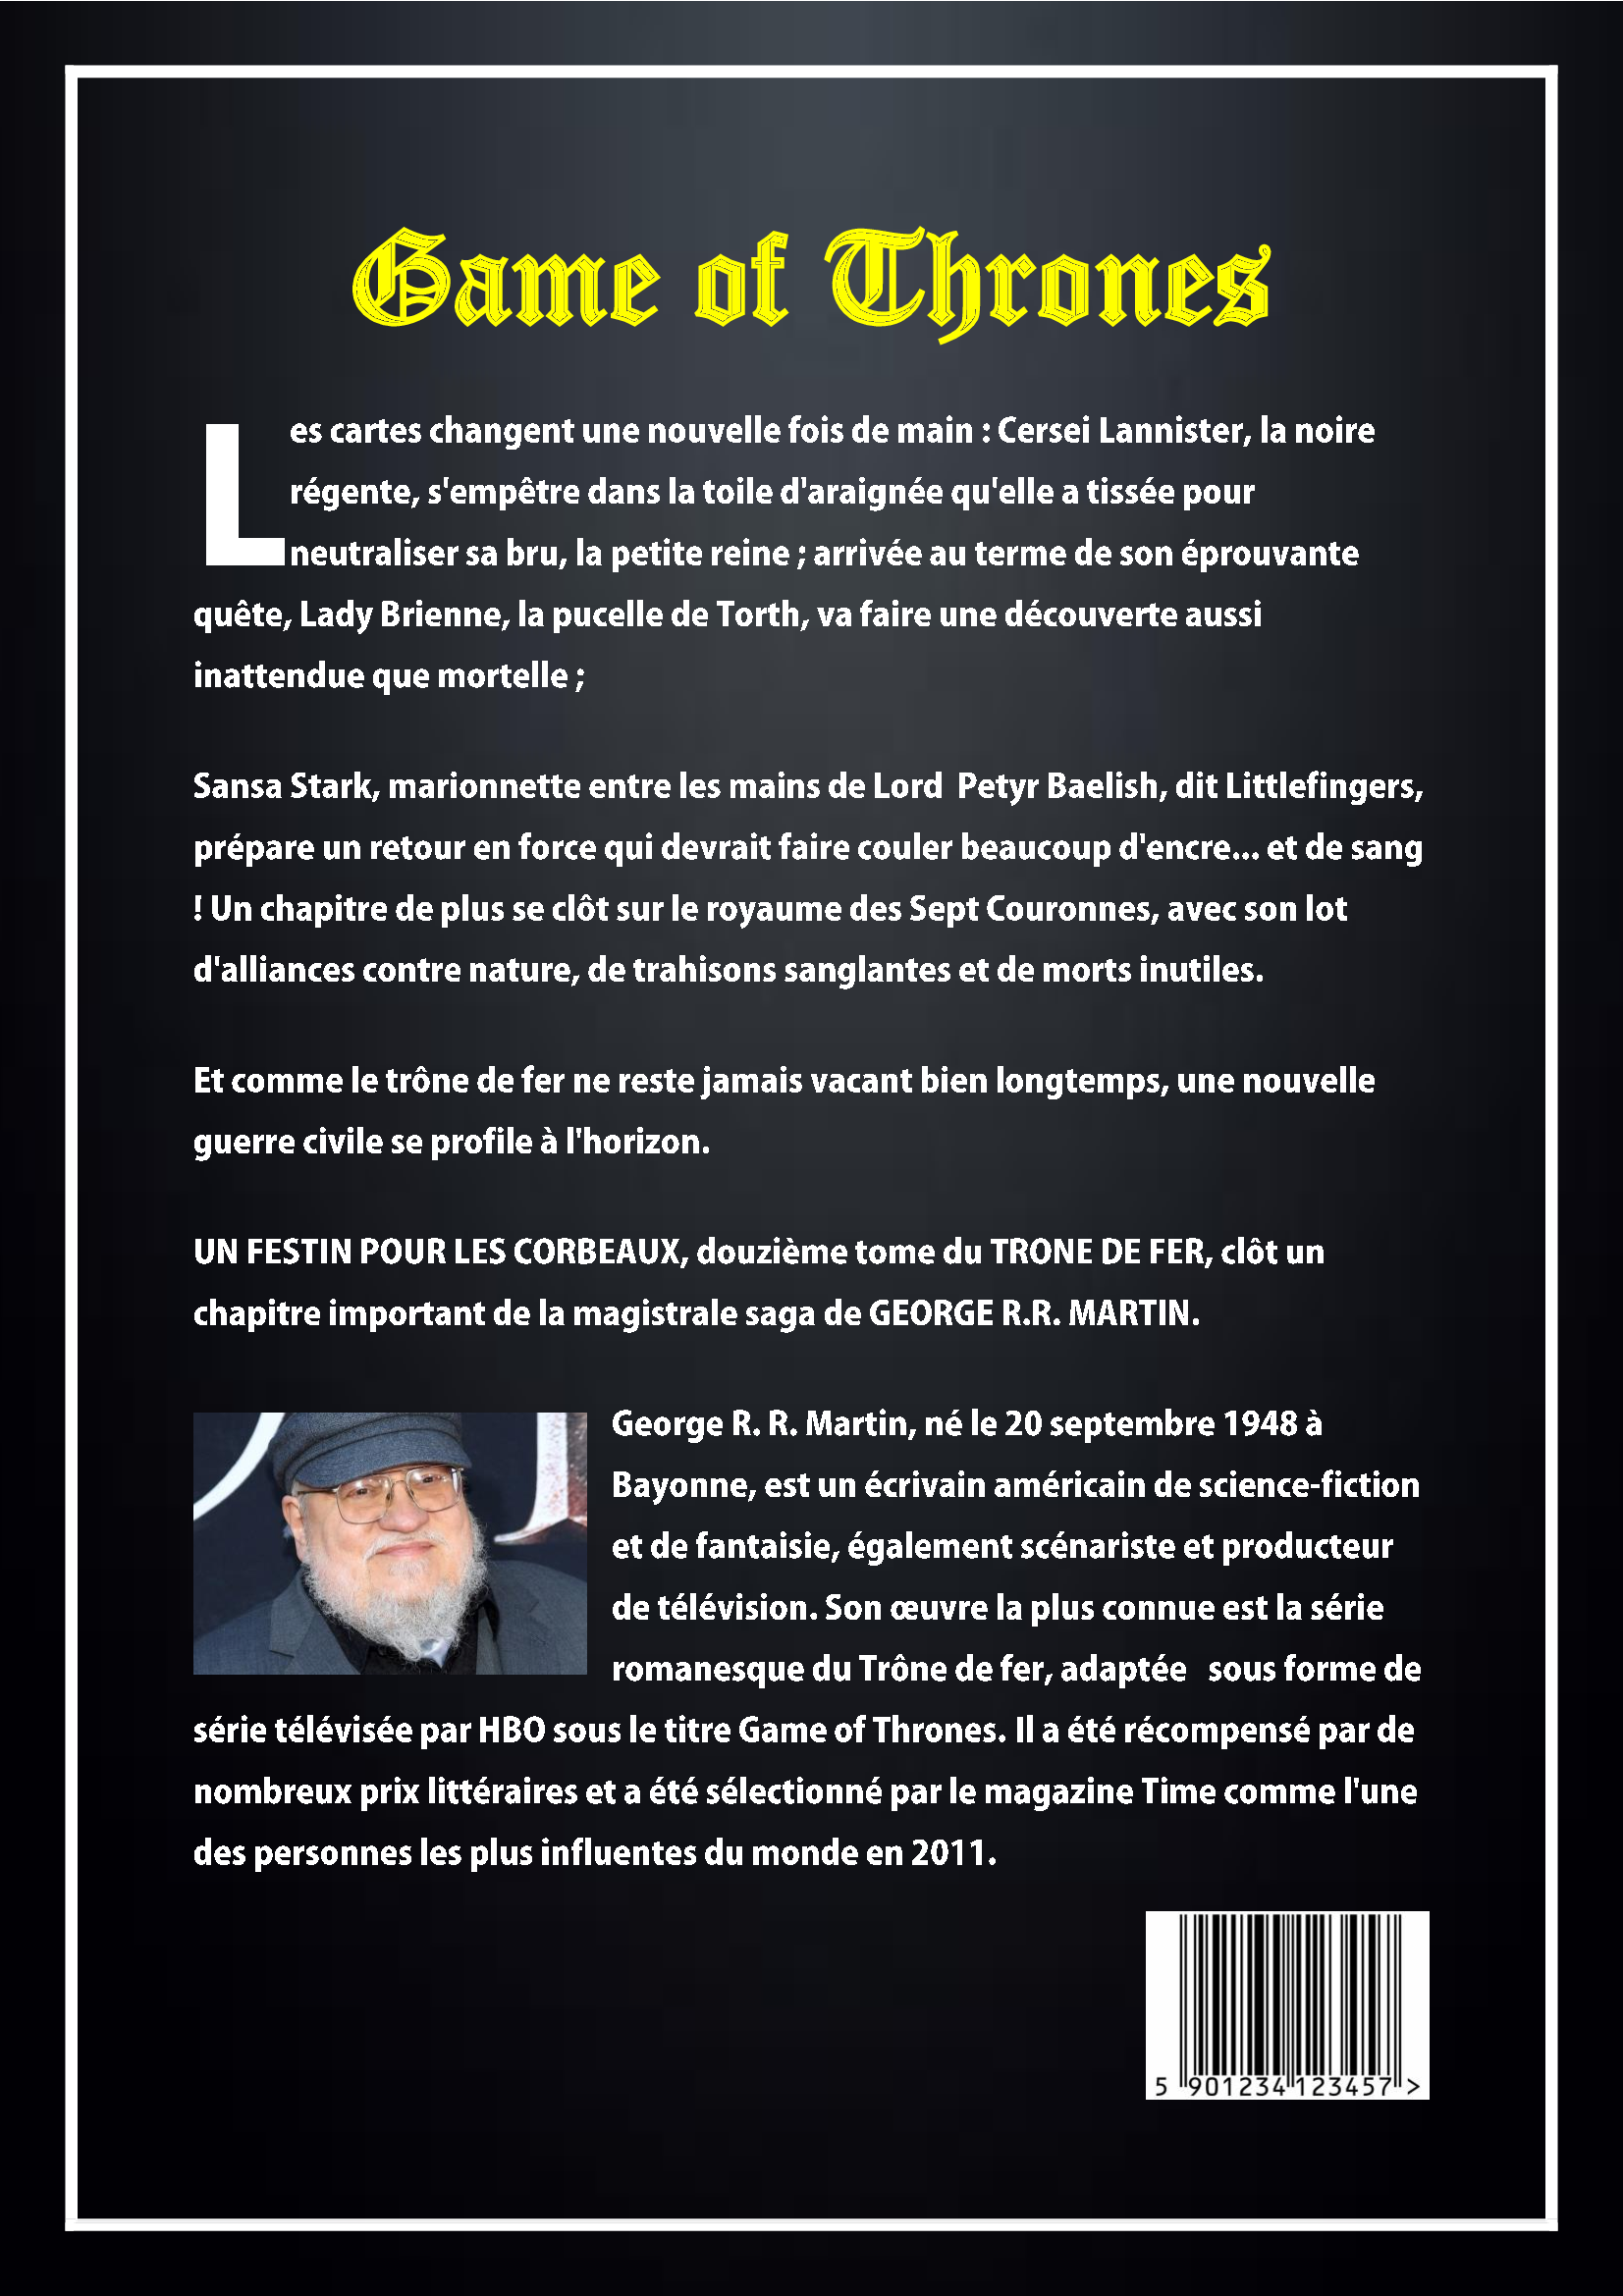 Game of Thrones
Les cartes changent une nouvelle fois de main : Cersei Lannister, la noire
régente, s'empêtre dans la toile d'araignée qu'elle a tissée pour
neutraliser sa bru, la petite reine ; arrivée au terme de son éprouvante
quête, Lady Brienne, la pucelle de Torth, va faire une découverte aussi
inattendue que mortelle ;
Sansa Stark, marionnette entre les mains de Lord  Petyr Baelish, dit Littlefingers,
prépare un retour en force qui devrait faire couler beaucoup d'encre... et de sang
! Un chapitre de plus se clôt sur le royaume des Sept Couronnes, avec son lot
d'alliances contre nature, de trahisons sanglantes et de morts inutiles.
Et comme le trône de fer ne reste jamais vacant bien longtemps, une nouvelle
guerre civile se profile à l'horizon.
UN FESTIN POUR LES CORBEAUX, douzième tome du TRONE DE FER, clôt un
chapitre important de la magistrale saga de GEORGE R.R. MARTIN.
George R. R. Martin, né le 20 septembre 1948 à
Bayonne, est un écrivain américain de science-fiction
et de fantaisie, également scénariste et producteur
de télévision. Son œuvre la plus connue est la série
romanesque du Trône de fer, adaptée   sous forme de
série télévisée par HBO sous le titre Game of Thrones. Il a été récompensé par de
nombreux prix littéraires et a été sélectionné par le magazine Time comme l'une
des personnes les plus influentes du monde en 2011.
5 901234 123457 >